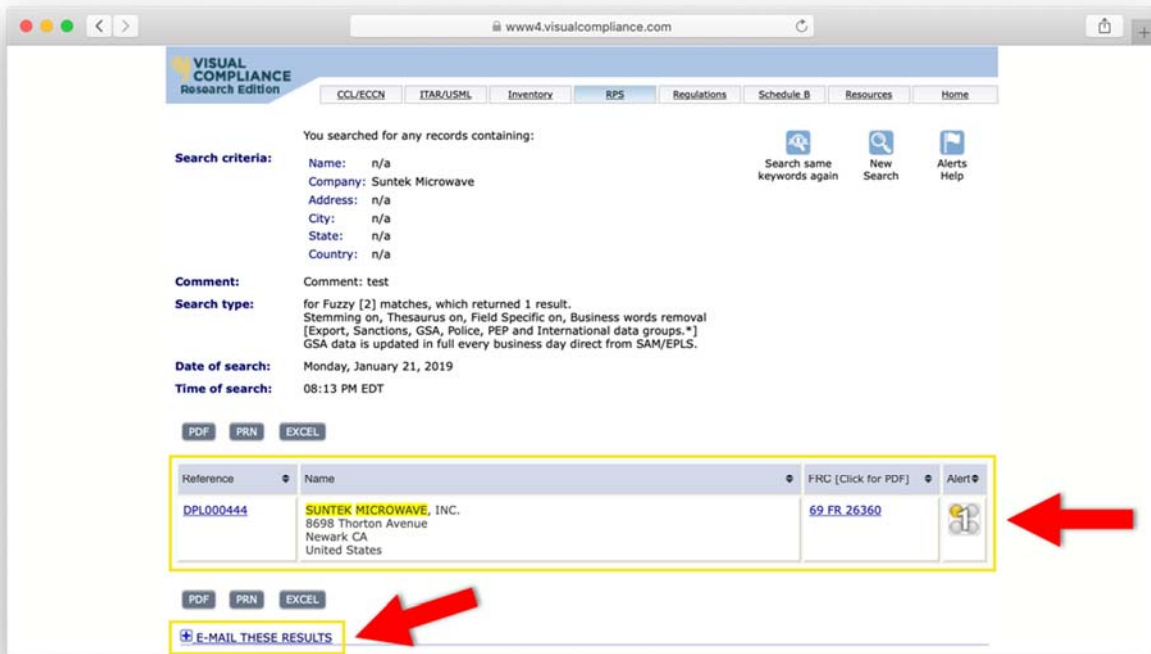 www4.visualcompliance.com
VISUAL
COMPLIANCE
Research Edition
CCL/ECCN ITAR/USML Inventory RPS Regulations Schedule B Resources Home
You searched for any records containing:
Search criteria:
Name: n/a
Company: Suntek Microwave
Address: n/a
City: n/a
State: n/a
Country: n/a
Search same
keywords again
New
Search
Alerts
Help
Comment: Comment: test
Search type: for Fuzzy [2] matches, which returned 1 result.
Stemming on, Thesaurus on, Field Specific on, Business words removal
[Export, Sanctions, GSA, Police, PEP and International data groups.*]
GSA data is updated in full every business day direct from SAM/EPLS.
Date of search: Monday, January 21, 2019
Time of search: 08:13 PM EDT
PDF PRN EXCEL
Reference Name FRC [Click for PDF] Alert
DPL000444 SUNTEK MICROWAVE, INC. 69 FR 26360 1
8698 Thorton Avenue
Newark CA
United States
PDF PRN EXCEL
E-MAIL THESE RESULTS